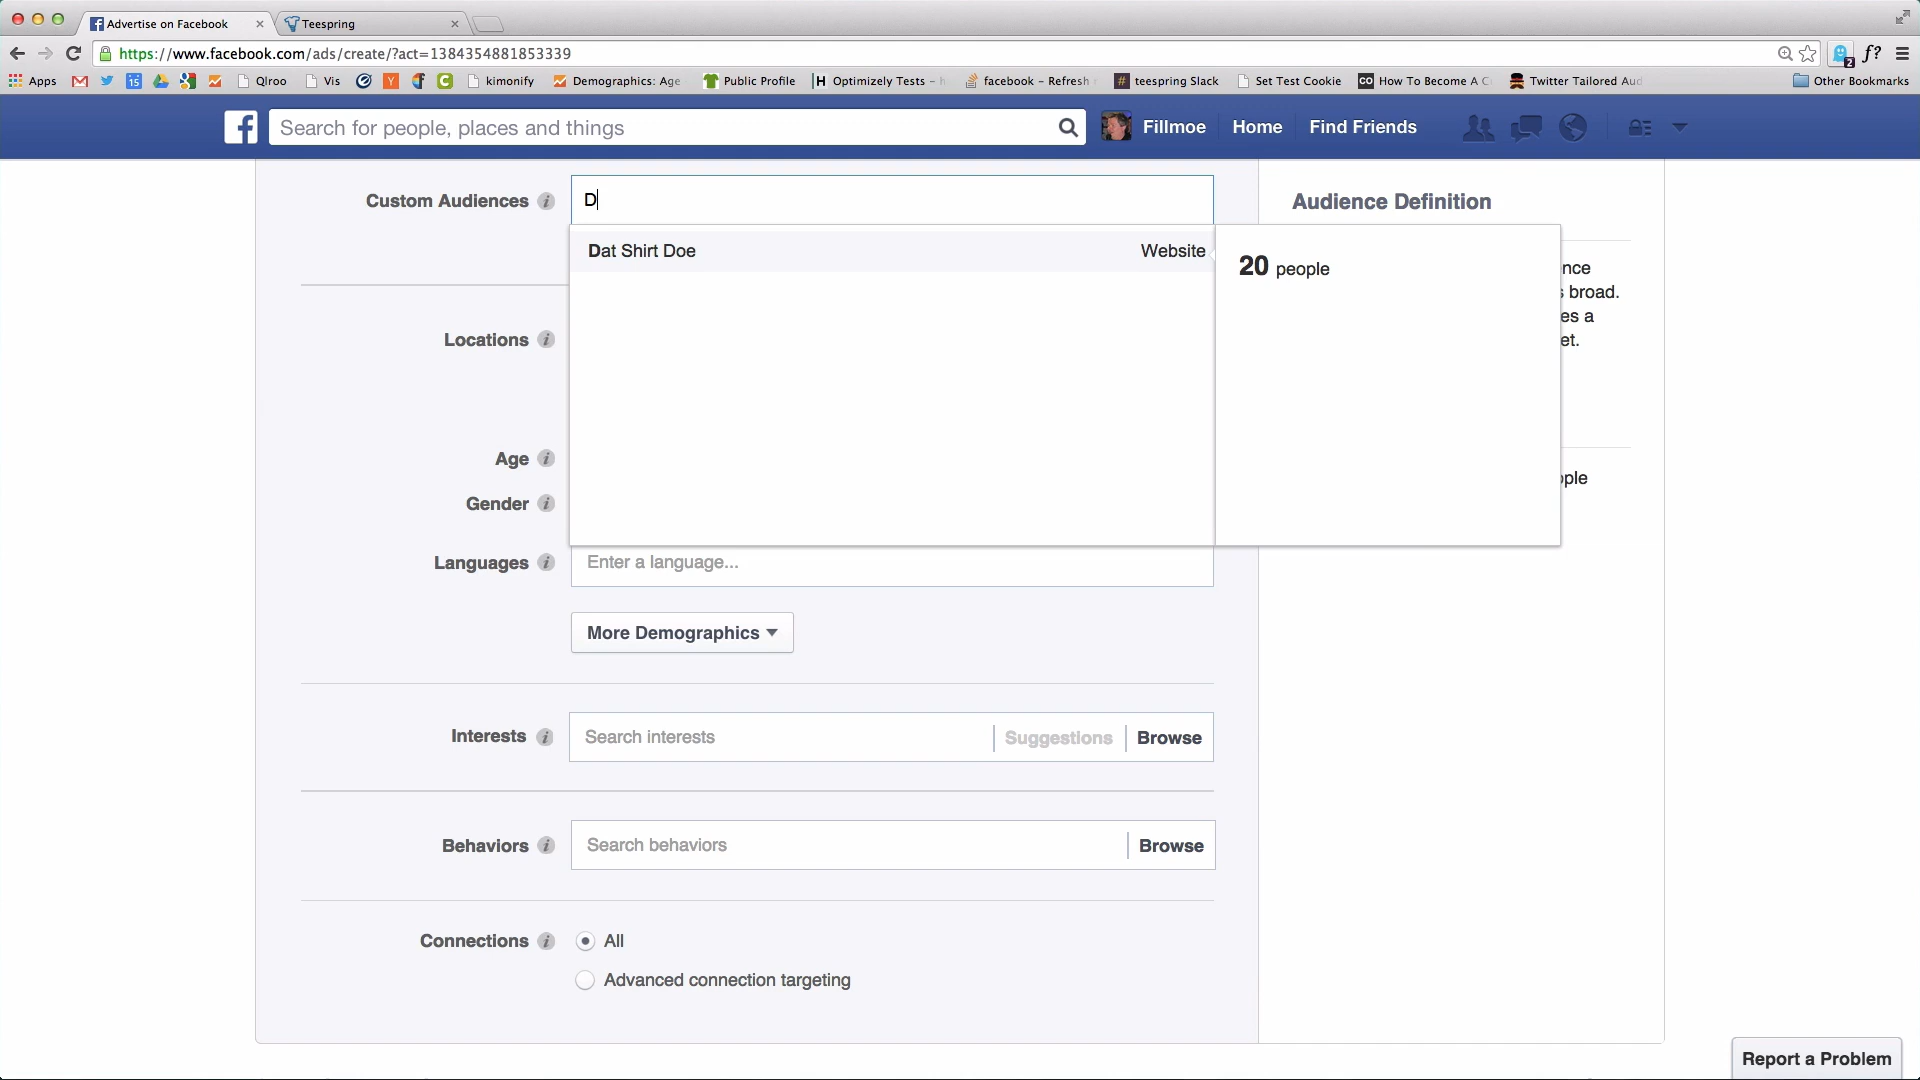 Advertise on Facebook
Teespring
https://www.facebook.com/ads/create/?act=1384354881853339
Apps
15
Qlroo
Vis
kimonify
Demographics: Age
Public Profile
Optimizely Tests –
facebook – Refresh
teespring Slack
Set Test Cookie
How To Become A C
Twitter Tailored Aud
Other Bookmarks
Search for people, places and things
Fillmoe
Home
Find Friends
Custom Audiences
D
Audience Definition
Dat Shirt Doe
Website
20 people
nce
s broad.
es a
et.
Locations
Age
ople
Gender
Languages
Enter a language...
More Demographics
Interests
Search interests
Suggestions
Browse
Behaviors
Search behaviors
Browse
Connections
All
Advanced connection targeting
Report a Problem